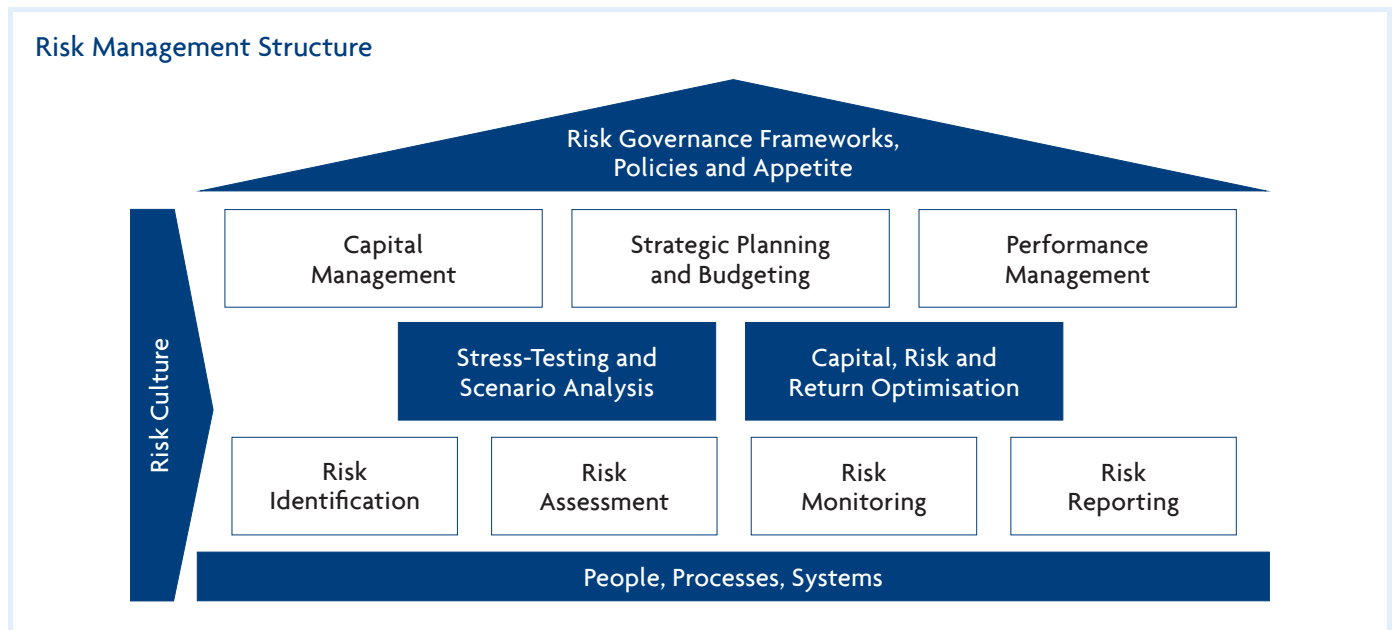 Risk Management Structure
Risk Governance Frameworks,
Policies and Appetite
Risk Culture
Capital
Management
Strategic Planning
and Budgeting
Performance
Management
Stress-Testing and
Scenario Analysis
Capital, Risk and
Return Optimisation
Risk
Identification
Risk
Assessment
Risk
Monitoring
Risk
Reporting
People, Processes, Systems